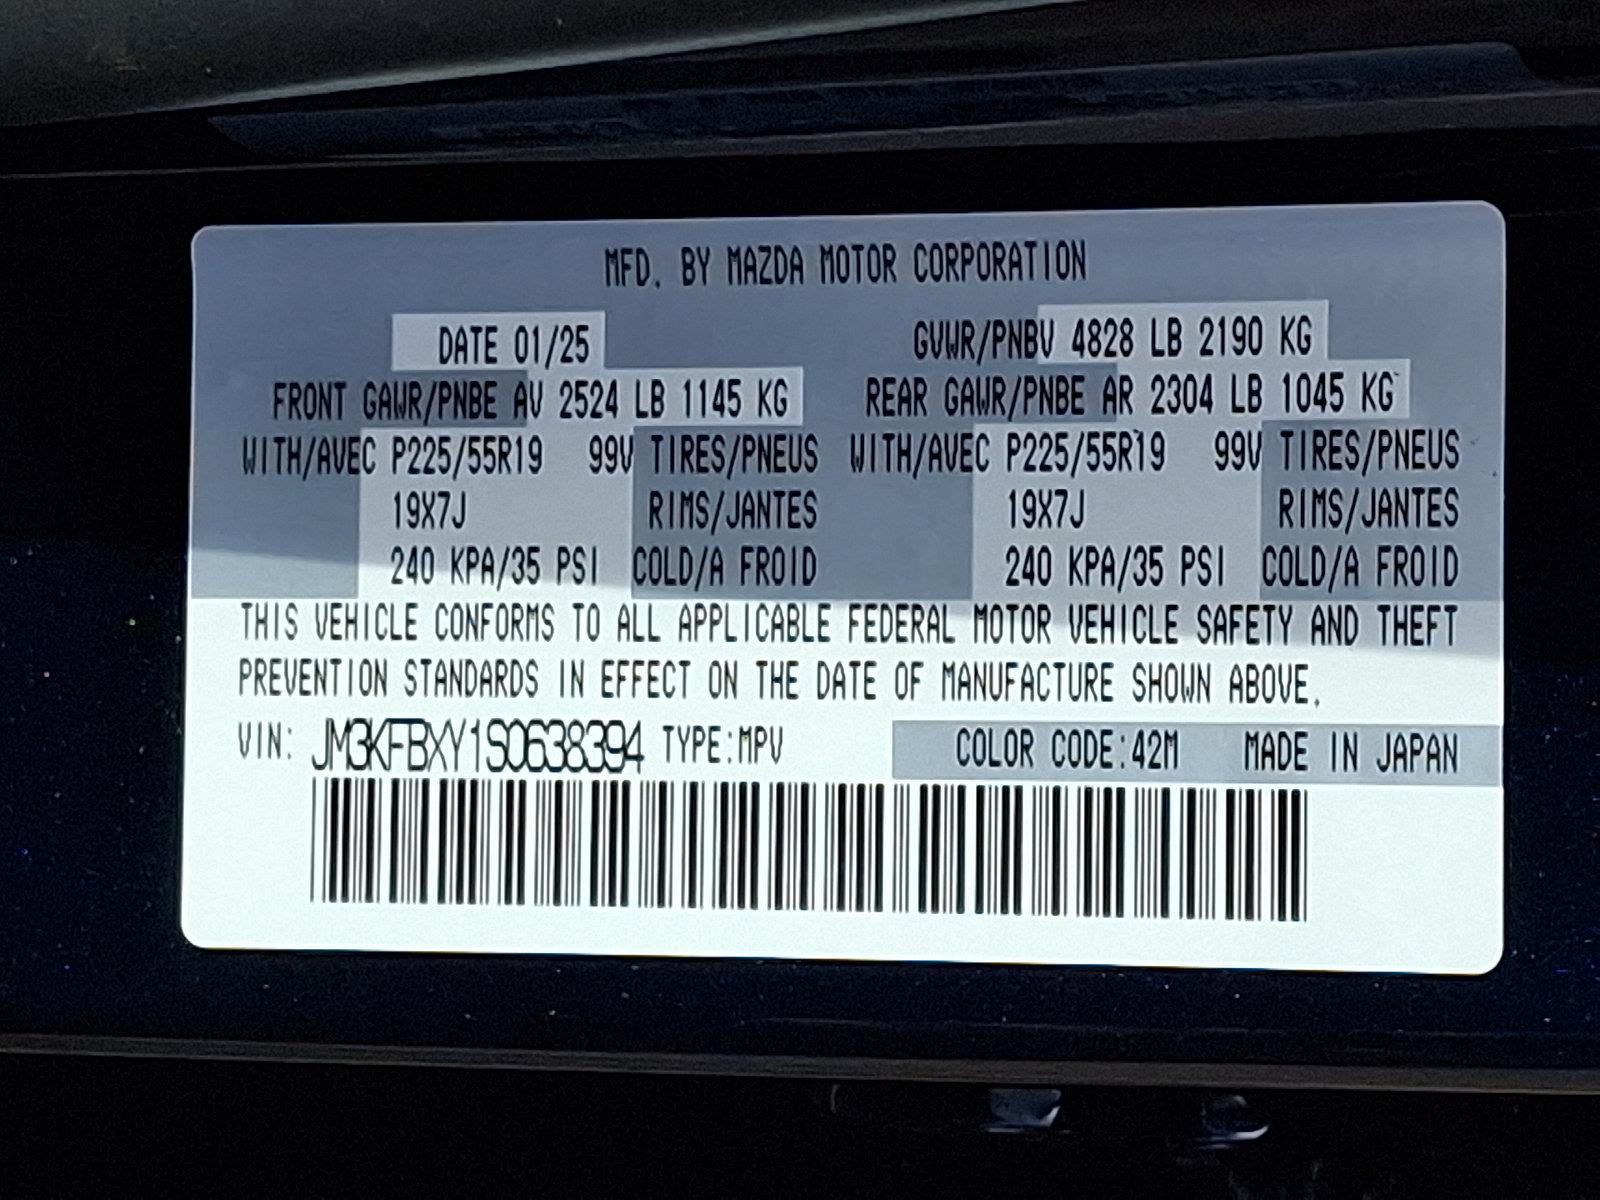 MFD. BY MAZDA MOTOR CORPORATION
DATE 01/25 GVWR/PNBV 4828 LB 2190 KG
FRONT GAWR/PNBE AV 2524 LB 1145 KG REAR GAWR/PNBE AR 2304 LB 1045 KG
WITH/AVEC P225/55R19 99V TIRES/PNEUS WITH/AVEC P225/55R19 99V TIRES/PNEUS
19X7J RIMS/JANTES 19X7J RIMS/JANTES
240 KPA/35 PSI COLD/A FROID 240 KPA/35 PSI COLD/A FROID
THIS VEHICLE CONFORMS TO ALL APPLICABLE FEDERAL MOTOR VEHICLE SAFETY AND THEFT
PREVENTION STANDARDS IN EFFECT ON THE DATE OF MANUFACTURE SHOWN ABOVE.
VIN: JM3KFBXY1S0638394 TYPE:MPV COLOR CODE:42M MADE IN JAPAN